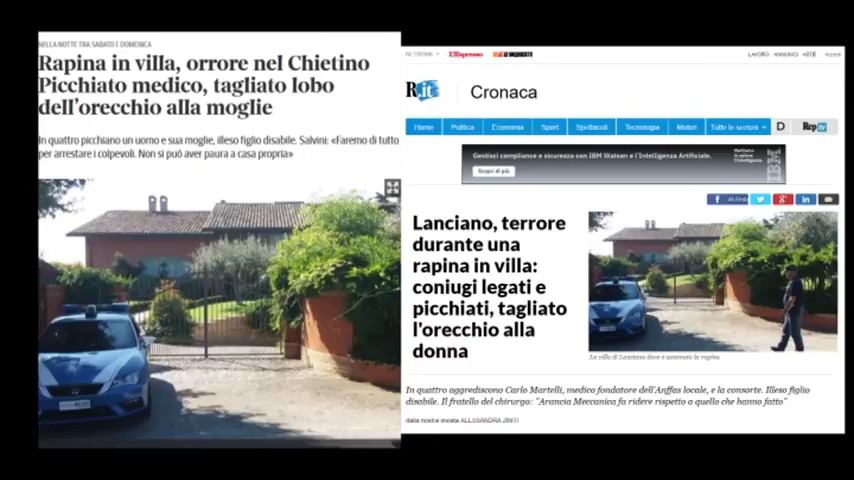 NELLA NOTTE TRA SABATO E DOMENICA
Rapina in villa, orrore nel Chietino
Picchiato medico, tagliato lobo
dell'orecchio alla moglie
In quattro picchiano un uomo e sua moglie, illeso figlio disabile. Salvini: «Faremo di tutto
per arrestare i colpevoli. Non si può aver paura a casa propria»
NETWORK
L'Espresso
LE INCHIESTE
LAVORO ANNUNCI ASTE
Accedi
R.it
Cronaca
Home Politica Economia Sport Spettacoli Tecnologia Motori Tutte le sezioni D Rep tv
Gestisci compliance e sicurezza con IBM Watson e l'Intelligenza Artificiale.
Scopri di più
Lanciano, terrore
durante una
rapina in villa:
coniugi legati e
picchiati, tagliato
l'orecchio alla
donna
La villa di Lanciano dove è avvenuta la rapina
In quattro aggrediscono Carlo Martelli, medico fondatore dell'Anffas locale, e la consorte. Illeso figlio
disabile. Il fratello del chirurgo: "Arancia Meccanica fa ridere rispetto a quello che hanno fatto"
dalla nostra inviata ALESSANDRA ZINITI